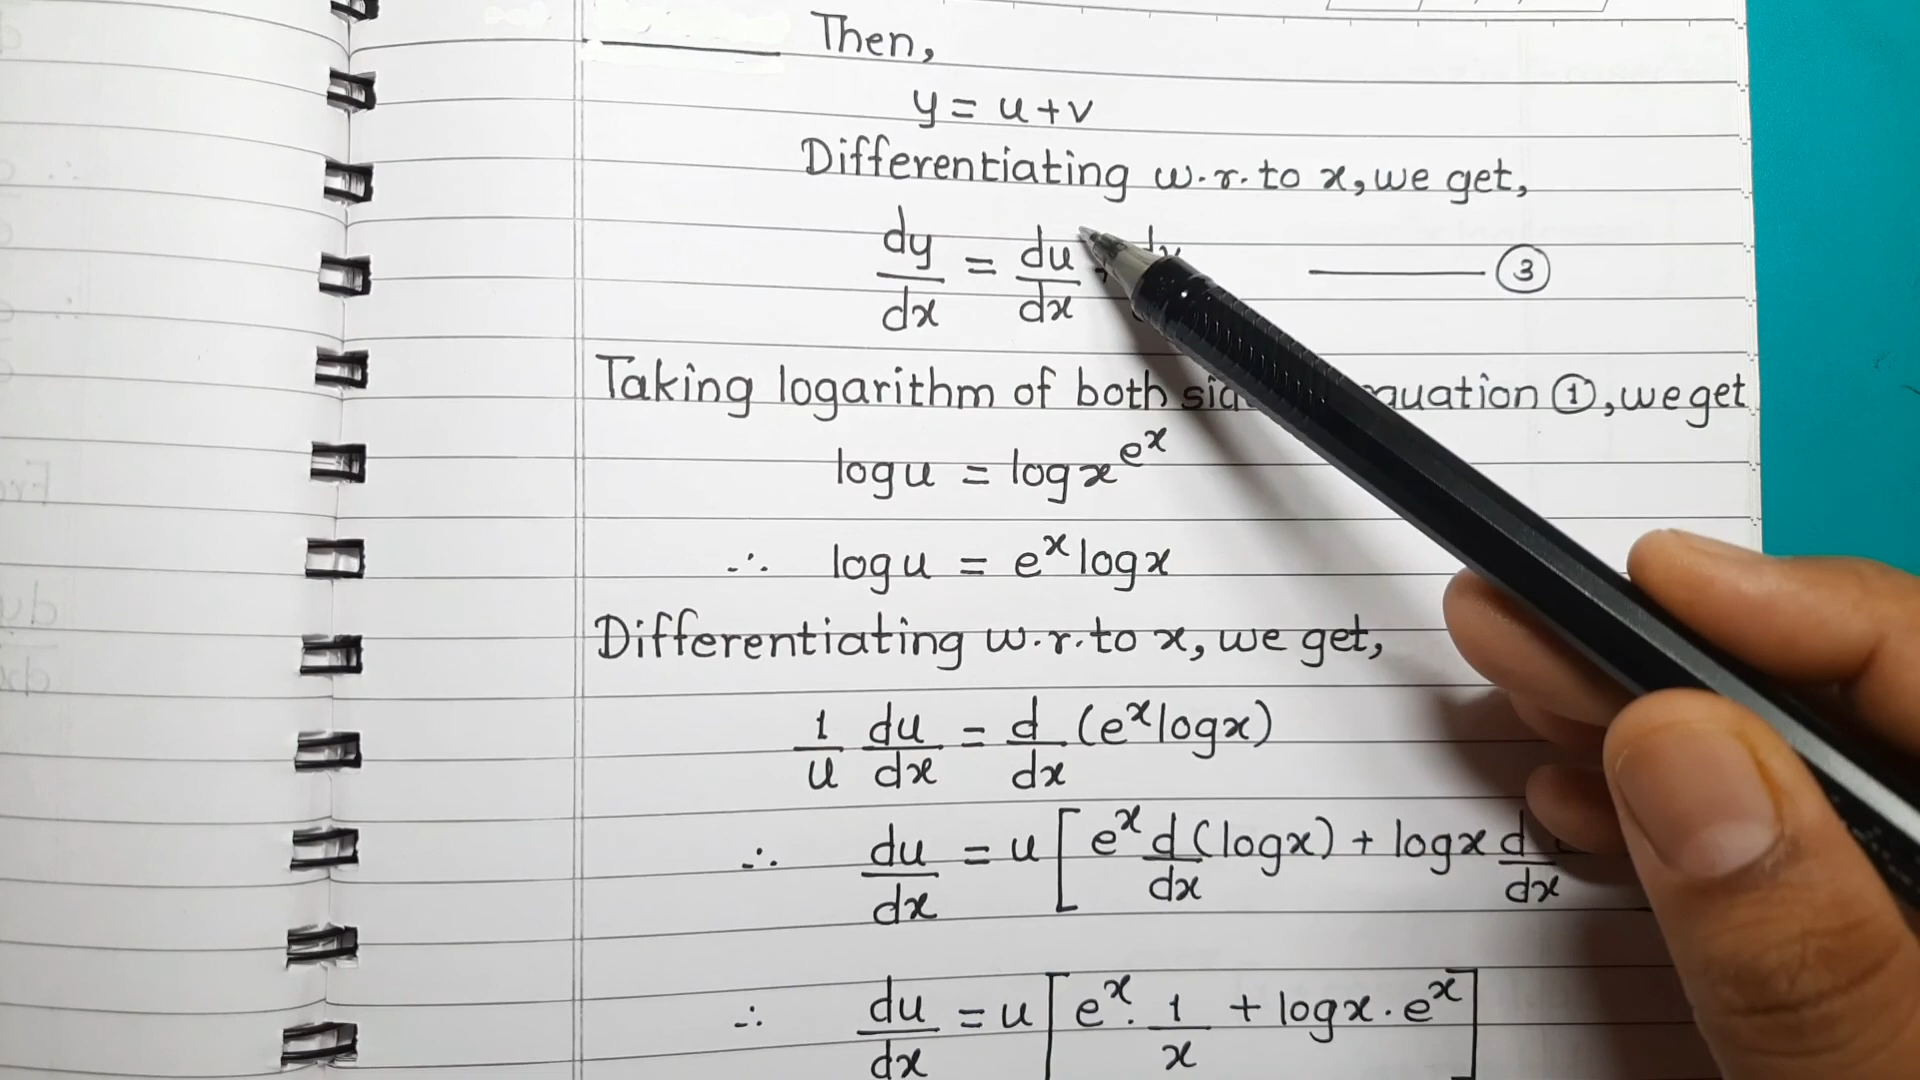 Then,
y = u + v
Differentiating w.r.to x, we get,
dy/dx = du/dx ——— ③
Taking logarithm of both equation ①, we get
log u = log x^(e^x)
∴ log u = e^x log x
Differentiating w.r.to x, we get,
1/u du/dx = d/dx (e^x log x)
∴ du/dx = u [ e^x d/dx (log x) + log x d/dx
∴ du/dx = u [ e^x . 1/x + log x . e^x ]